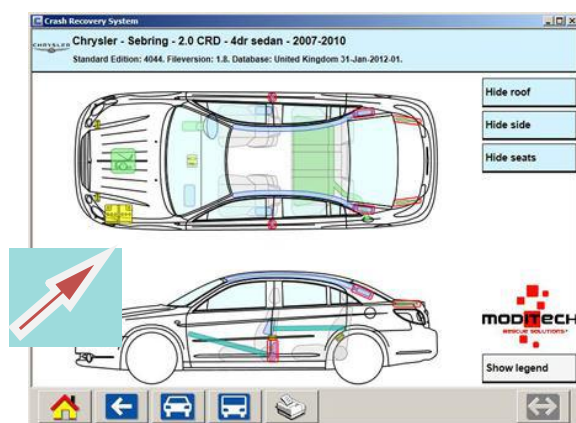 Crash Recovery System
CHRYSLER
Chrysler - Sebring - 2.0 CRD - 4dr sedan - 2007-2010
Standard Edition: 4044. Fileversion: 1.8. Database: United Kingdom 31-Jan-2012-01.
Hide roof
Hide side
Hide seats
MODITECH
RESCUE SOLUTIONS
Show legend